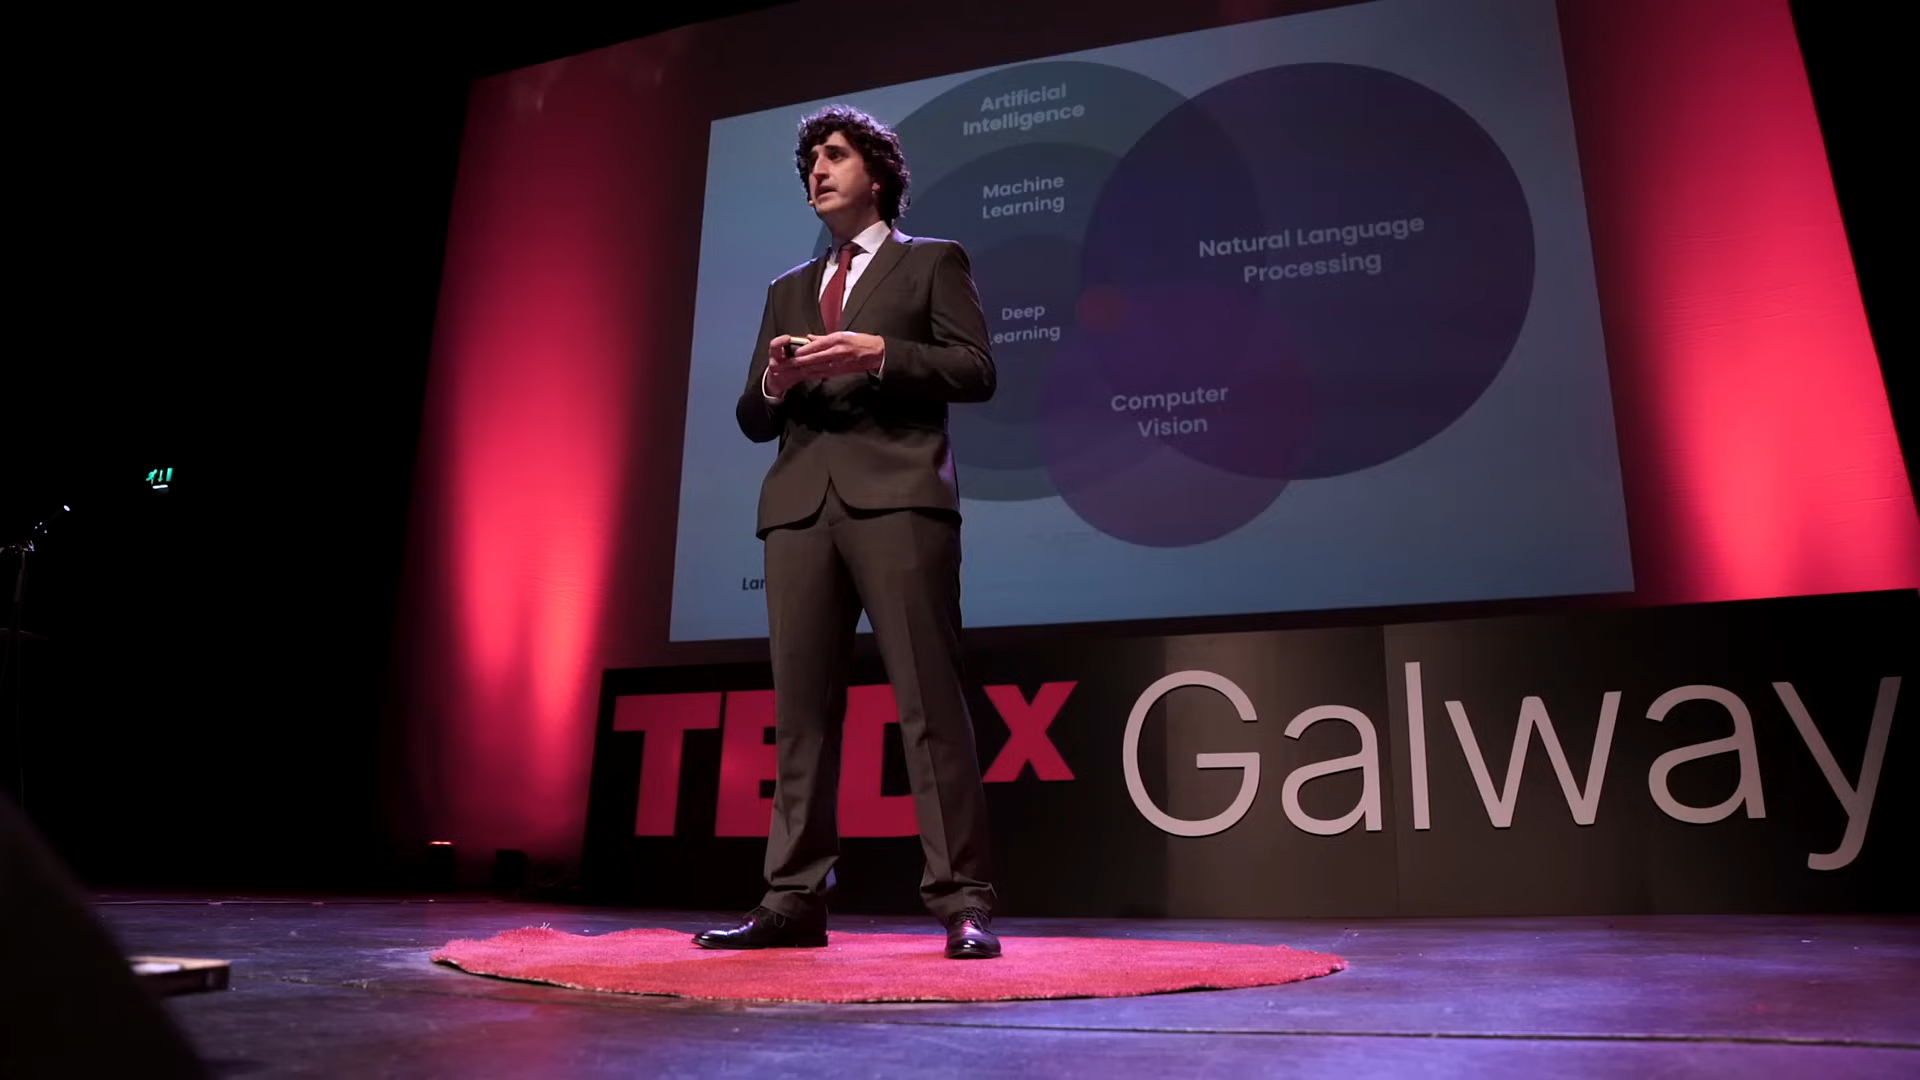 Artificial
Intelligence
Machine
Learning
Natural Language
Processing
Deep
Learning
Computer
Vision
TEDx Galway